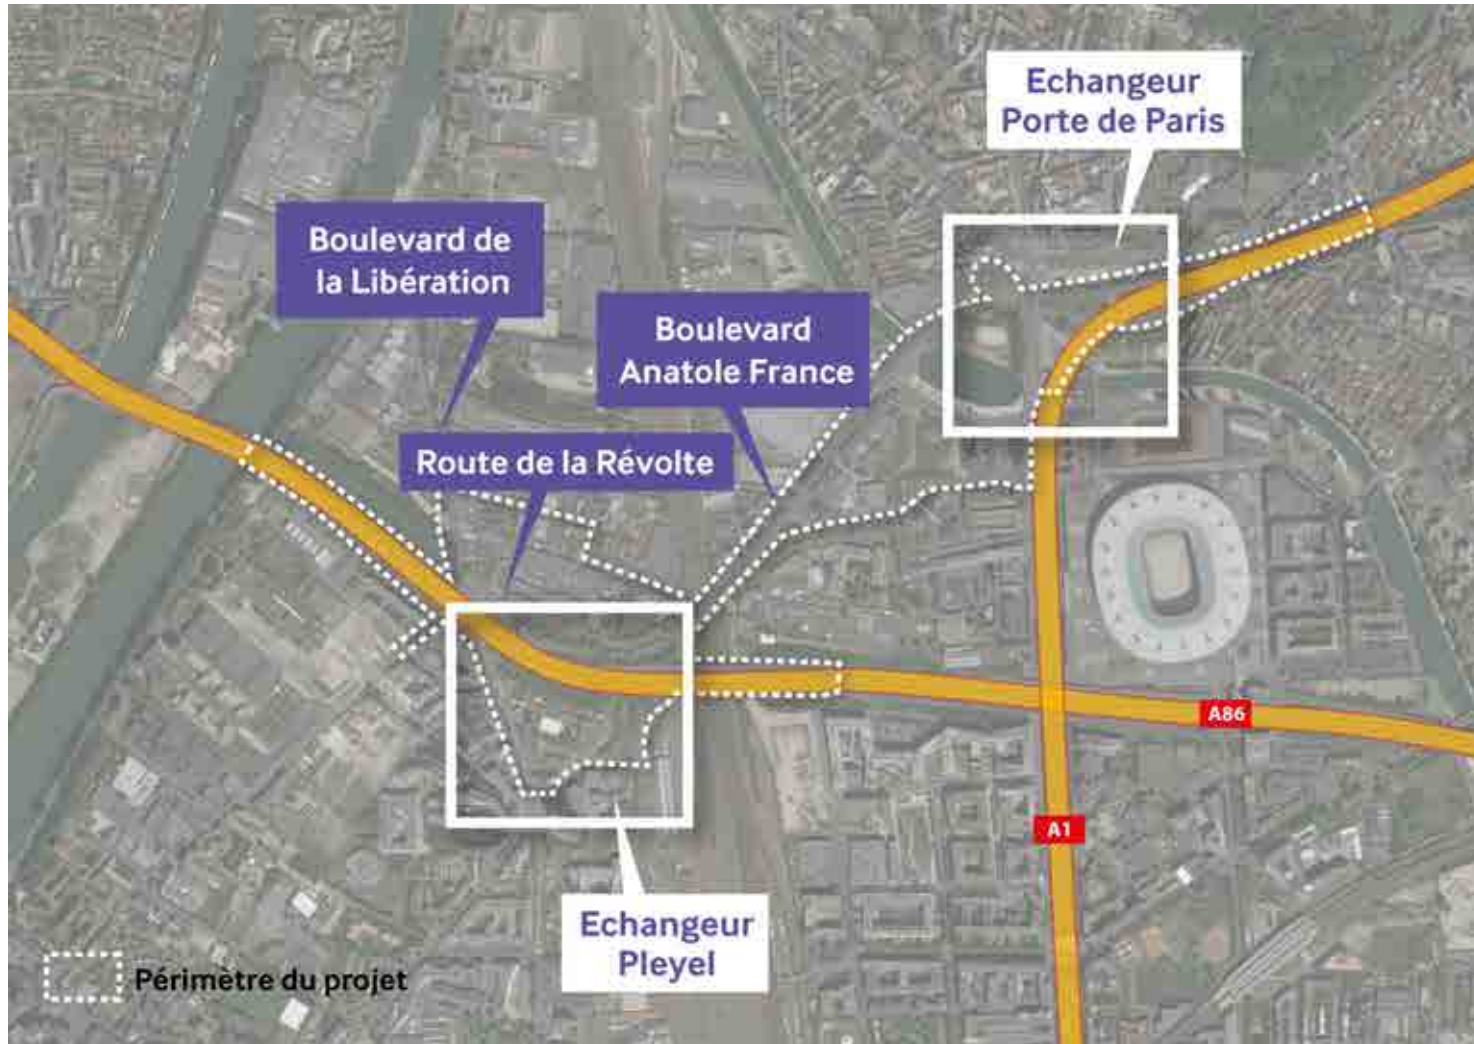 Echangeur
Porte de Paris
Boulevard de
la Libération
Boulevard
Anatole France
Route de la Révolte
A86
A1
Echangeur
Pleyel
Périmètre du projet